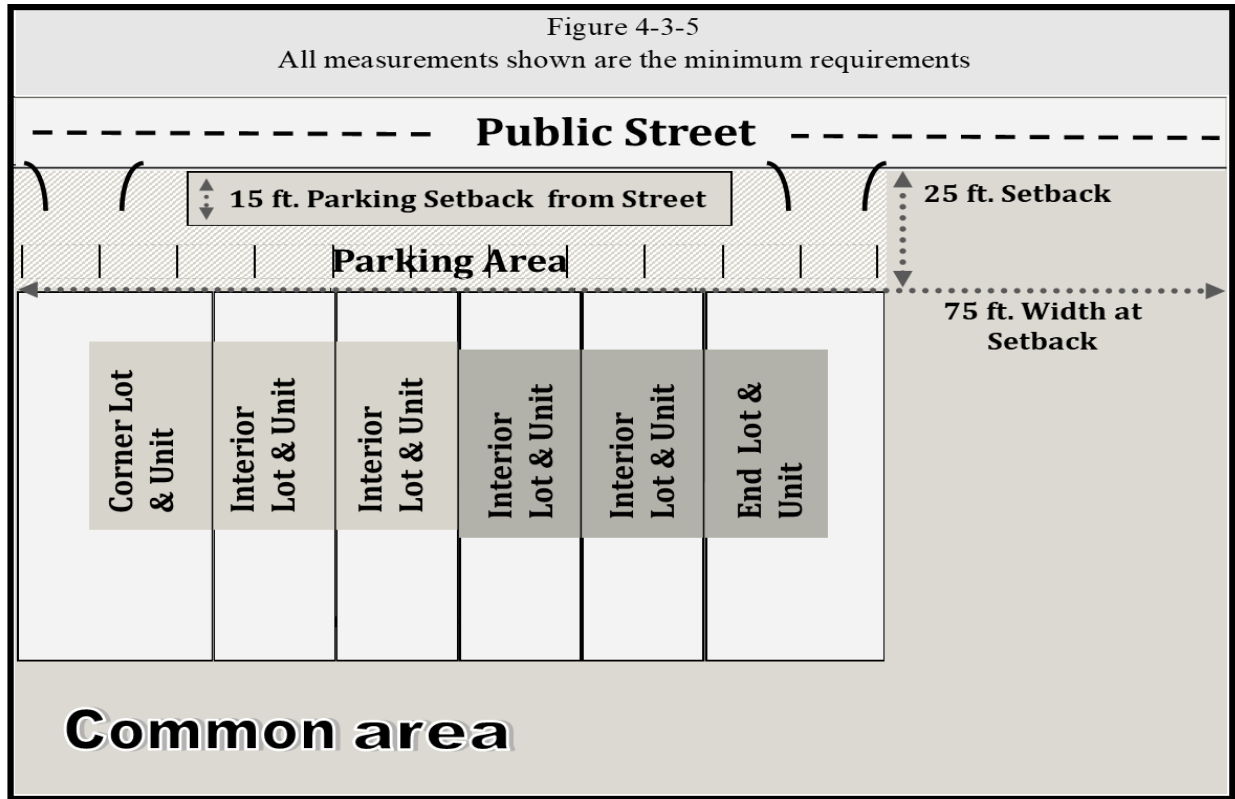 Figure 4-3-5
All measurements shown are the minimum requirements
Public Street
15 ft. Parking Setback from Street
25 ft. Setback
Parking Area
75 ft. Width at
Setback
Corner Lot
& Unit
Interior
Lot & Unit
Interior
Lot & Unit
Interior
Lot & Unit
Interior
Lot & Unit
End Lot &
Unit
Common area